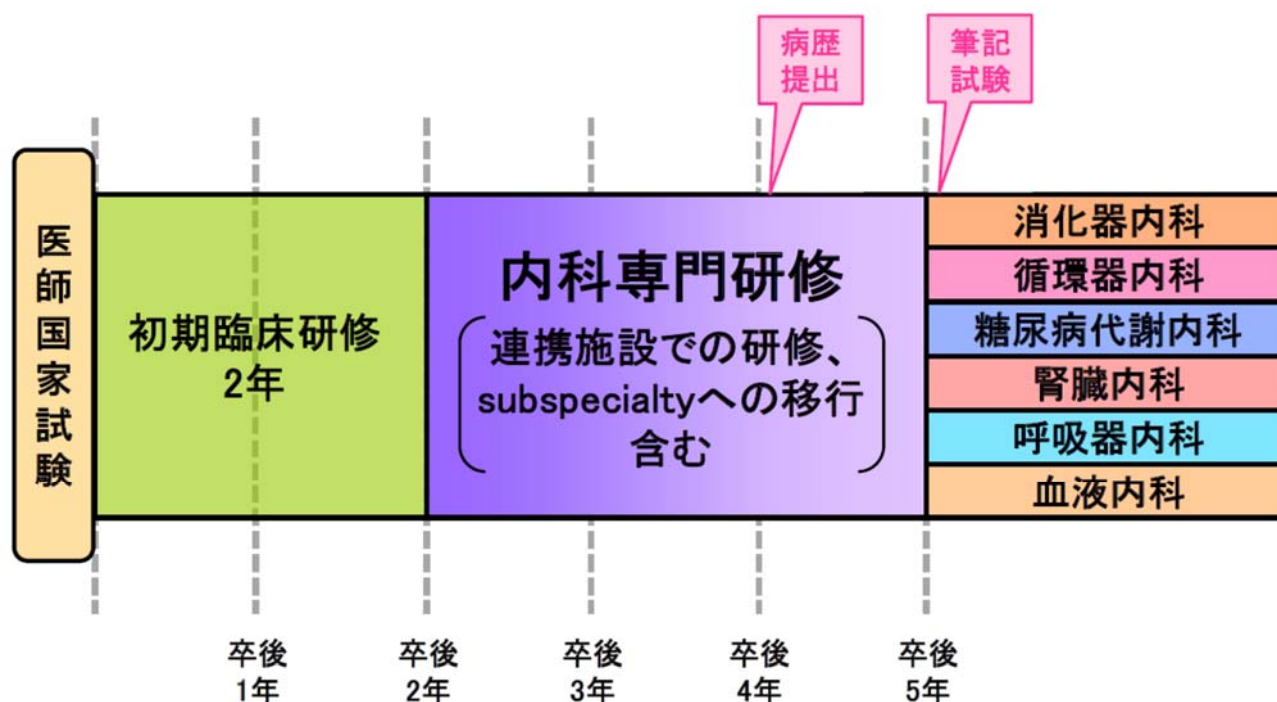 病歴
提出
筆記
試験
医
師
国
家
試
験
初期臨床研修
2年
内科専門研修
連携施設での研修、
subspecialtyへの移行
含む
消化器内科
循環器内科
糖尿病代謝内科
腎臓内科
呼吸器内科
血液内科
卒後
1年
卒後
2年
卒後
3年
卒後
4年
卒後
5年